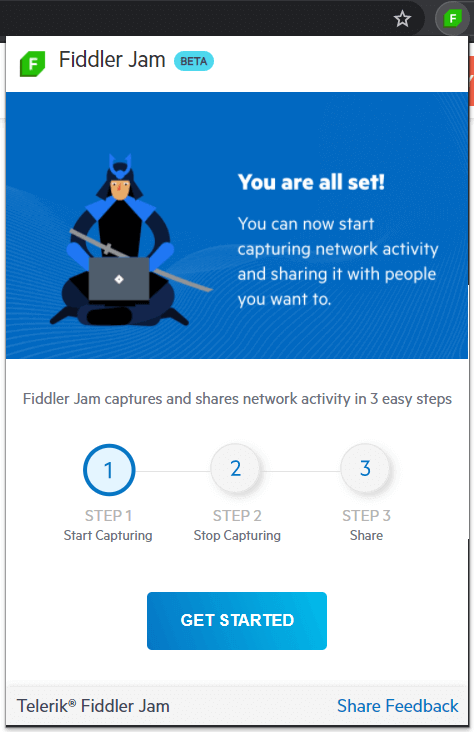 Fiddler Jam BETA
You are all set!
You can now start
capturing network activity
and sharing it with people
you want to.
Fiddler Jam captures and shares network activity in 3 easy steps
1 2 3
STEP 1 STEP 2 STEP 3
Start Capturing Stop Capturing Share
GET STARTED
Telerik® Fiddler Jam Share Feedback